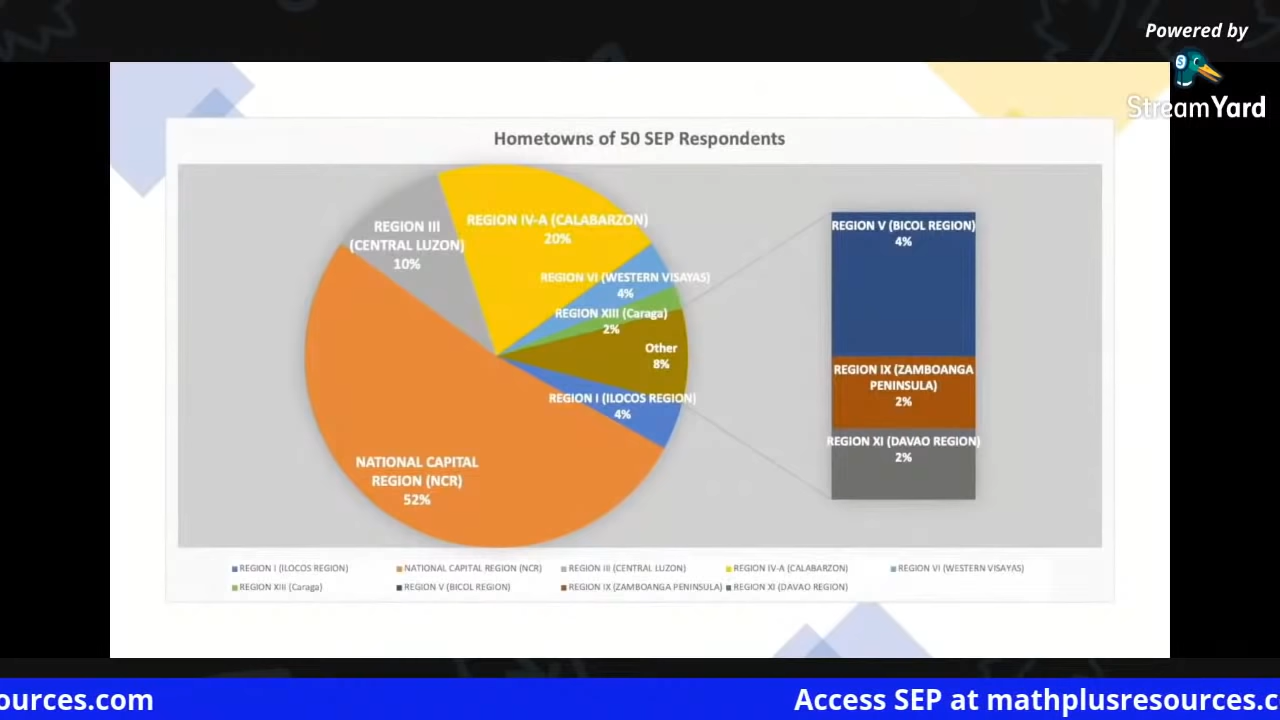 Powered by
StreamYard
Hometowns of 50 SEP Respondents
REGION III
(CENTRAL LUZON)
10%
REGION IV-A (CALABARZON)
20%
REGION VI (WESTERN VISAYAS)
4%
REGION XIII (Caraga)
2%
Other
8%
REGION I (ILOCOS REGION)
4%
NATIONAL CAPITAL
REGION (NCR)
52%
REGION V (BICOL REGION)
4%
REGION IX (ZAMBOANGA
PENINSULA)
2%
REGION XI (DAVAO REGION)
2%
REGION I (ILOCOS REGION) NATIONAL CAPITAL REGION (NCR) REGION III (CENTRAL LUZON) REGION IV-A (CALABARZON) REGION VI (WESTERN VISAYAS)
REGION XIII (Caraga) REGION V (BICOL REGION) REGION IX (ZAMBOANGA PENINSULA) REGION XI (DAVAO REGION)
ources.com Access SEP at mathplusresources.c